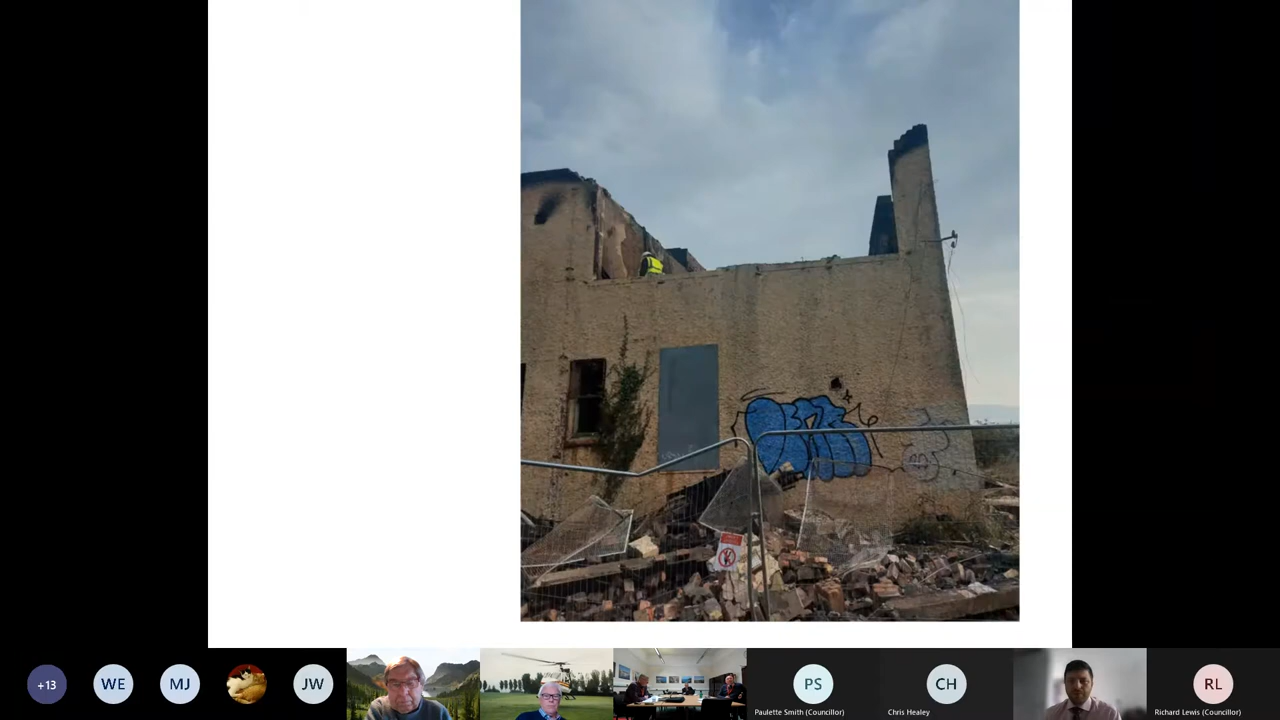 +13
WE
MJ
JW
PS
Paulette Smith (Councillor)
CH
Chris Healey
RL
Richard Lewis (Councillor)